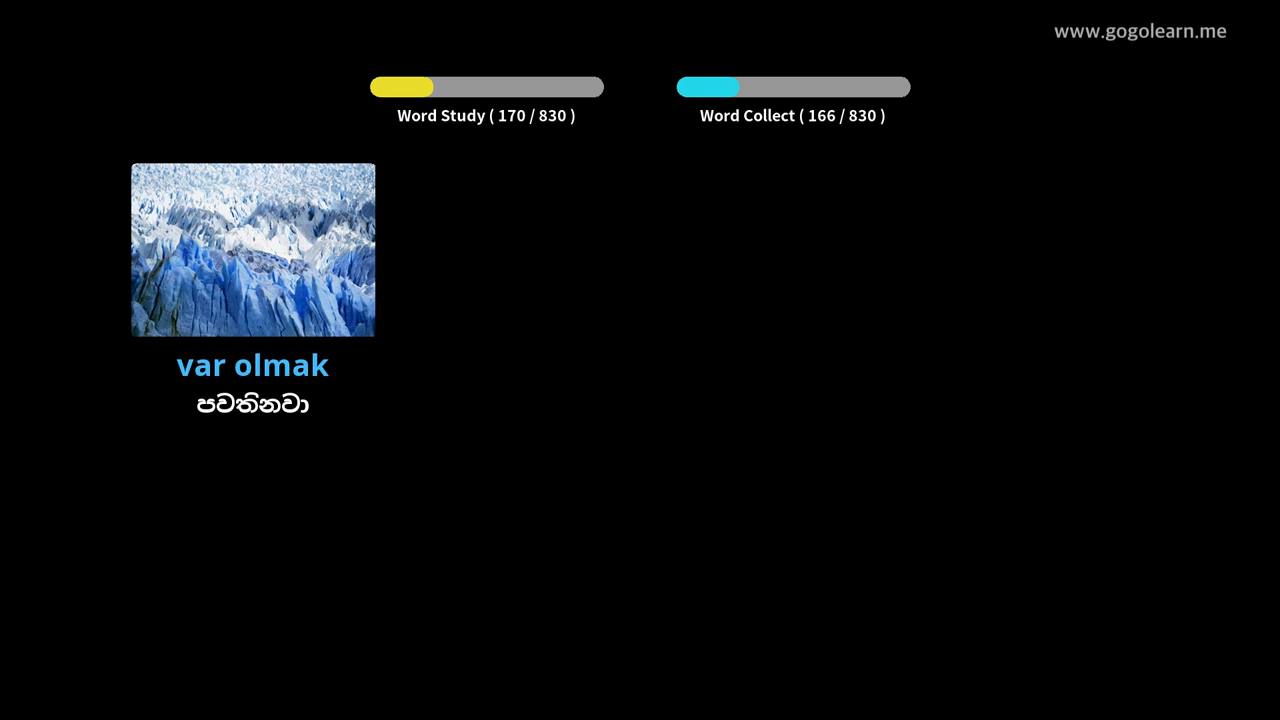 www.gogolearn.me
Word Study ( 170 / 830 )
Word Collect ( 166 / 830 )
var olmak
පවතිනවා